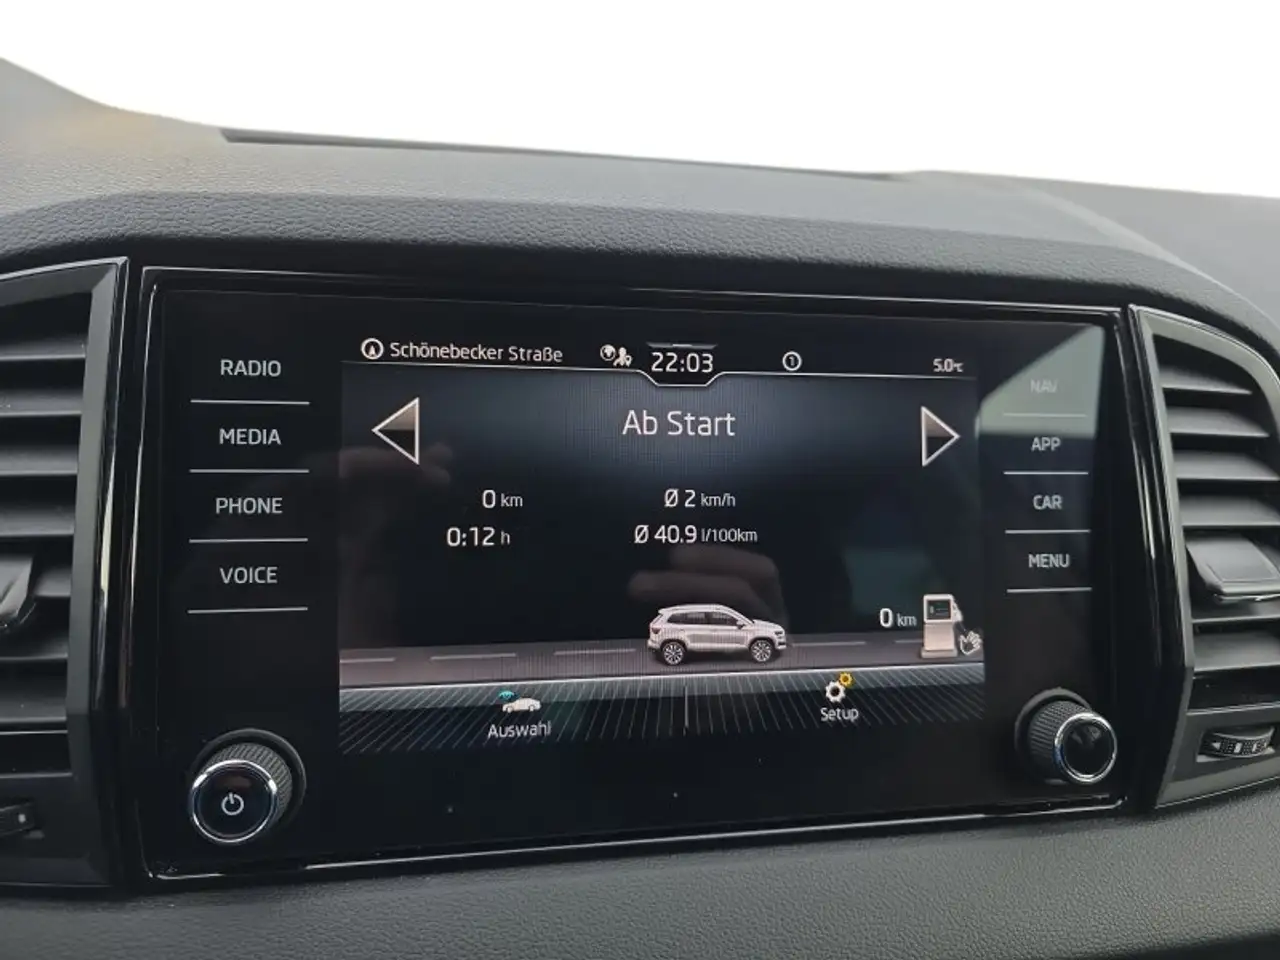 Schönebecker Straße 22:03 1 5.0°C
RADIO
MEDIA
PHONE
VOICE
Ab Start
0 km Ø 2 km/h
0:12 h Ø 40.9 l/100km
0 km
Auswahl Setup
NAV
APP
CAR
MENU